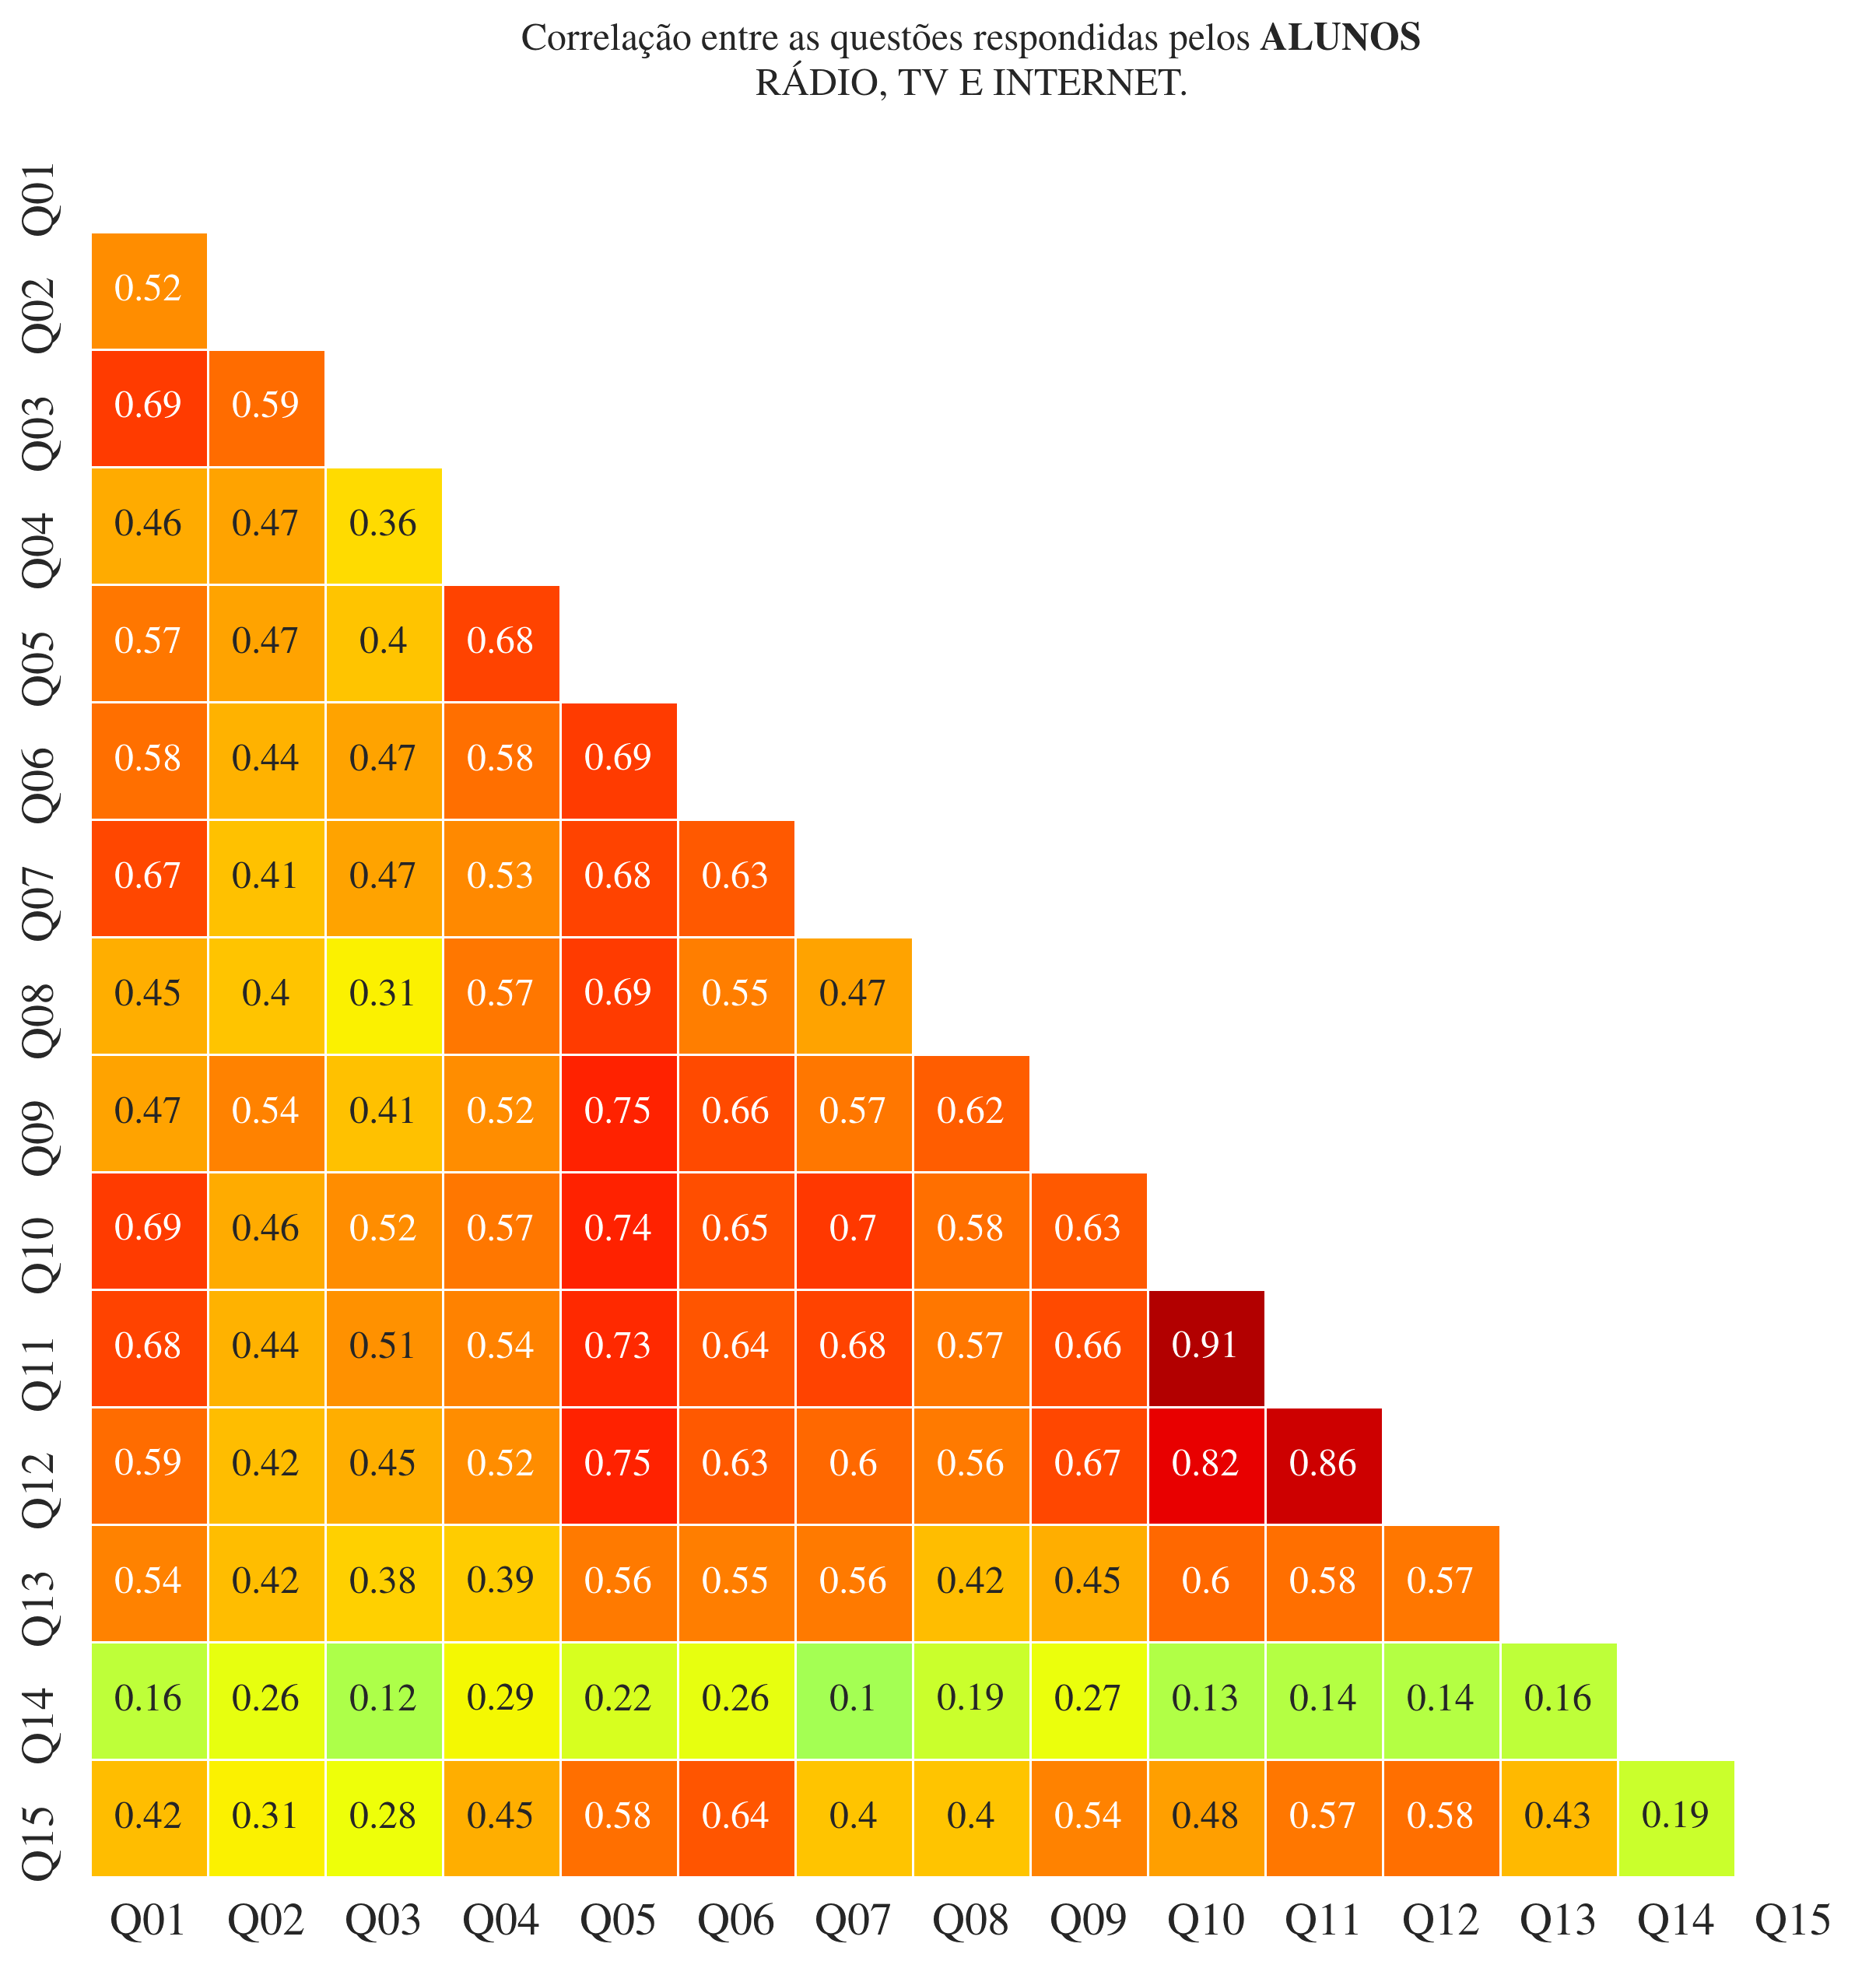 Correlação entre as questões respondidas pelos ALUNOS
RÁDIO, TV E INTERNET.
Q01
Q02 0.52
Q03 0.69 0.59
Q04 0.46 0.47 0.36
Q05 0.57 0.47 0.4 0.68
Q06 0.58 0.44 0.47 0.58 0.69
Q07 0.67 0.41 0.47 0.53 0.68 0.63
Q08 0.45 0.4 0.31 0.57 0.69 0.55 0.47
Q09 0.47 0.54 0.41 0.52 0.75 0.66 0.57 0.62
Q10 0.69 0.46 0.52 0.57 0.74 0.65 0.7 0.58 0.63
Q11 0.68 0.44 0.51 0.54 0.73 0.64 0.68 0.57 0.66 0.91
Q12 0.59 0.42 0.45 0.52 0.75 0.63 0.6 0.56 0.67 0.82 0.86
Q13 0.54 0.42 0.38 0.39 0.56 0.55 0.56 0.42 0.45 0.6 0.58 0.57
Q14 0.16 0.26 0.12 0.29 0.22 0.26 0.1 0.19 0.27 0.13 0.14 0.14 0.16
Q15 0.42 0.31 0.28 0.45 0.58 0.64 0.4 0.4 0.54 0.48 0.57 0.58 0.43 0.19
Q01 Q02 Q03 Q04 Q05 Q06 Q07 Q08 Q09 Q10 Q11 Q12 Q13 Q14 Q15